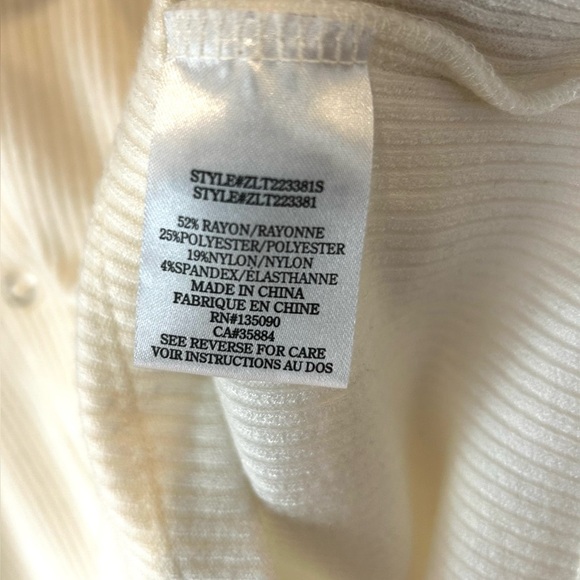 STYLE#ZLT223381S
STYLE#ZLT223381
52% RAYON/RAYONNE
25%POLYESTER/POLYESTER
19%NYLON/NYLON
4%SPANDEX/ÉLASTHANNE
MADE IN CHINA
FABRIQUE EN CHINE
RN#135090
CA#35884
SEE REVERSE FOR CARE
VOIR INSTRUCTIONS AU DOS